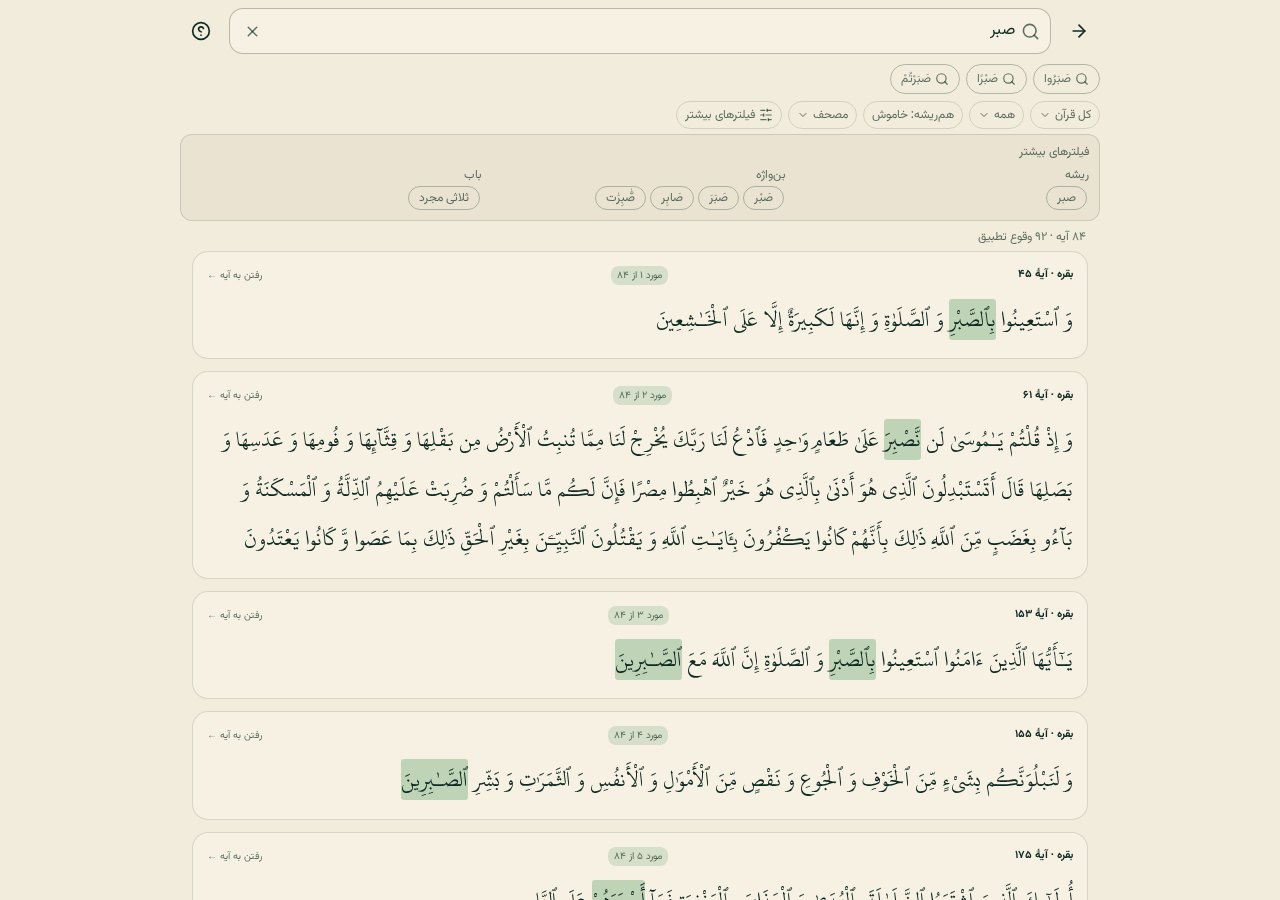 صبر
صَبَرُوا صَبْرًا صَبَرْتُمْ
کل قرآن همه هم‌ریشه: خاموش مصحف فیلترهای بیشتر
فیلترهای بیشتر
ریشه بن‌واژه باب
صبر صَبْر صَبَرَ صَابِر صَّبِرَٰت ثلاثی مجرد
۸۴ آیه · ۹۲ وقوع تطبیق
بقره · آیهٔ ۴۵ مورد ۱ از ۸۴ رفتن به آیه ←
وَ ٱسْتَعِينُوا بِٱلصَّبْرِ وَ ٱلصَّلَوٰةِ وَ إِنَّهَا لَكَبِيرَةٌ إِلَّا عَلَى ٱلْخَـٰشِعِينَ
بقره · آیهٔ ۶۱ مورد ۲ از ۸۴ رفتن به آیه ←
وَ إِذْ قُلْتُمْ يَـٰمُوسَىٰ لَن نَّصْبِرَ عَلَىٰ طَعَامٍ وَٰحِدٍ فَٱدْعُ لَنَا رَبَّكَ يُخْرِجْ لَنَا مِمَّا تُنبِتُ ٱلْأَرْضُ مِن بَقْلِهَا وَ قِثَّآئِهَا وَ فُومِهَا وَ عَدَسِهَا وَ
بَصَلِهَا قَالَ أَتَسْتَبْدِلُونَ ٱلَّذِى هُوَ أَدْنَىٰ بِٱلَّذِى هُوَ خَيْرٌ ٱهْبِطُوا مِصْرًا فَإِنَّ لَكُم مَّا سَأَلْتُمْ وَ ضُرِبَتْ عَلَيْهِمُ ٱلذِّلَّةُ وَ ٱلْمَسْكَنَةُ وَ
بَآءُو بِغَضَبٍ مِّنَ ٱللَّهِ ذَٰلِكَ بِأَنَّهُمْ كَانُوا يَكْفُرُونَ بِـَٔايَـٰتِ ٱللَّهِ وَ يَقْتُلُونَ ٱلنَّبِيِّـۧنَ بِغَيْرِ ٱلْحَقِّ ذَٰلِكَ بِمَا عَصَوا وَّ كَانُوا يَعْتَدُونَ
بقره · آیهٔ ۱۵۳ مورد ۳ از ۸۴ رفتن به آیه ←
يَـٰٓأَيُّهَا ٱلَّذِينَ ءَامَنُوا ٱسْتَعِينُوا بِٱلصَّبْرِ وَ ٱلصَّلَوٰةِ إِنَّ ٱللَّهَ مَعَ ٱلصَّـٰبِرِينَ
بقره · آیهٔ ۱۵۵ مورد ۴ از ۸۴ رفتن به آیه ←
وَ لَنَبْلُوَنَّكُم بِشَىْءٍ مِّنَ ٱلْخَوْفِ وَ ٱلْجُوعِ وَ نَقْصٍ مِّنَ ٱلْأَمْوَٰلِ وَ ٱلْأَنفُسِ وَ ٱلثَّمَرَٰتِ وَ بَشِّرِ ٱلصَّـٰبِرِينَ
بقره · آیهٔ ۱۷۵ مورد ۵ از ۸۴ رفتن به آیه ←